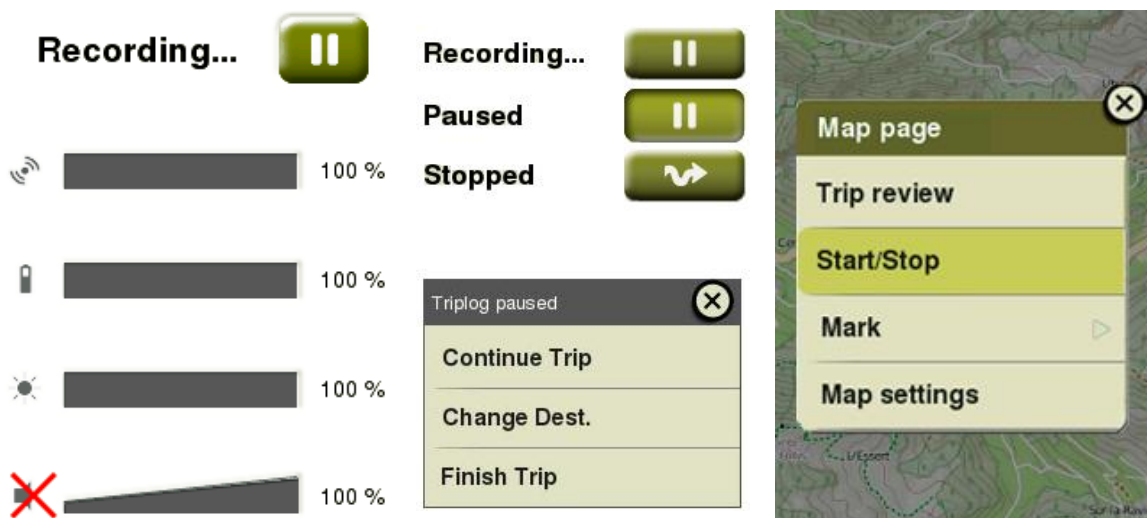 Recording...
100 %
100 %
100 %
100 %
Recording...
Paused
Stopped
Triplog paused
Continue Trip
Change Dest.
Finish Trip
Map page
Trip review
Start/Stop
Mark
Map settings
L'Essert